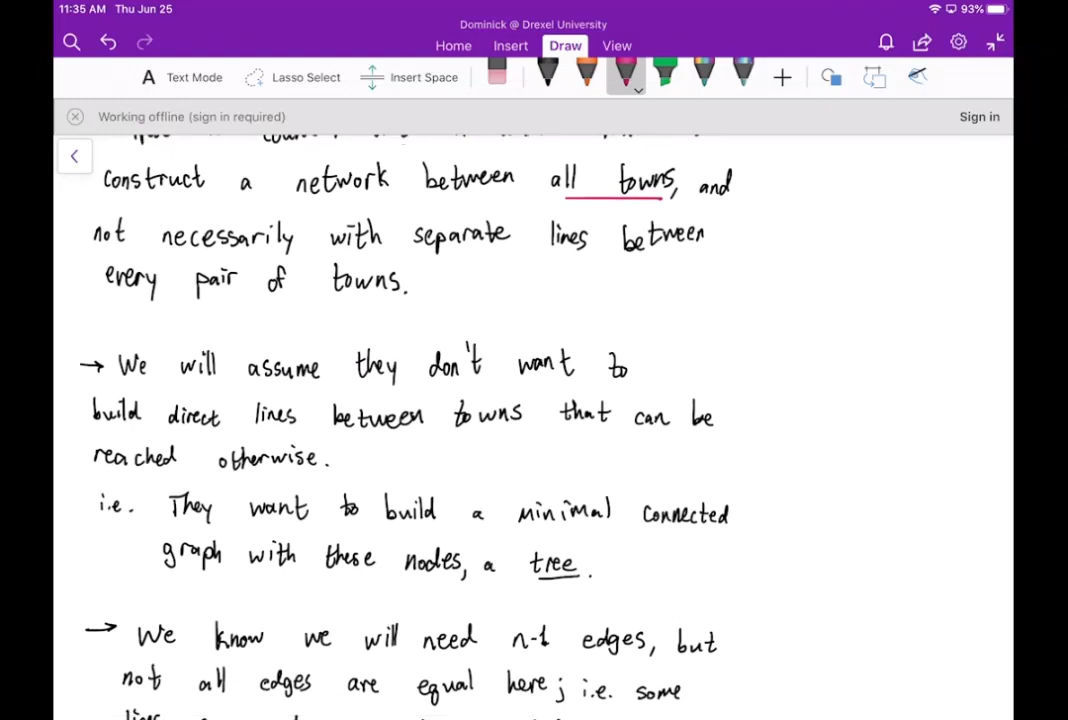 11:35 AM Thu Jun 25
93%
Dominick @ Drexel University
Home Insert Draw View
A Text Mode Lasso Select Insert Space
Working offline (sign in required) Sign in
construct a network between all towns, and
not necessarily with separate lines between
every pair of towns.
→ We will assume they don't want to
build direct lines between towns that can be
reached otherwise.
i.e. They want to build a minimal connected
graph with these nodes, a tree.
→ We know we will need n-1 edges, but
not all edges are equal here; i.e. some